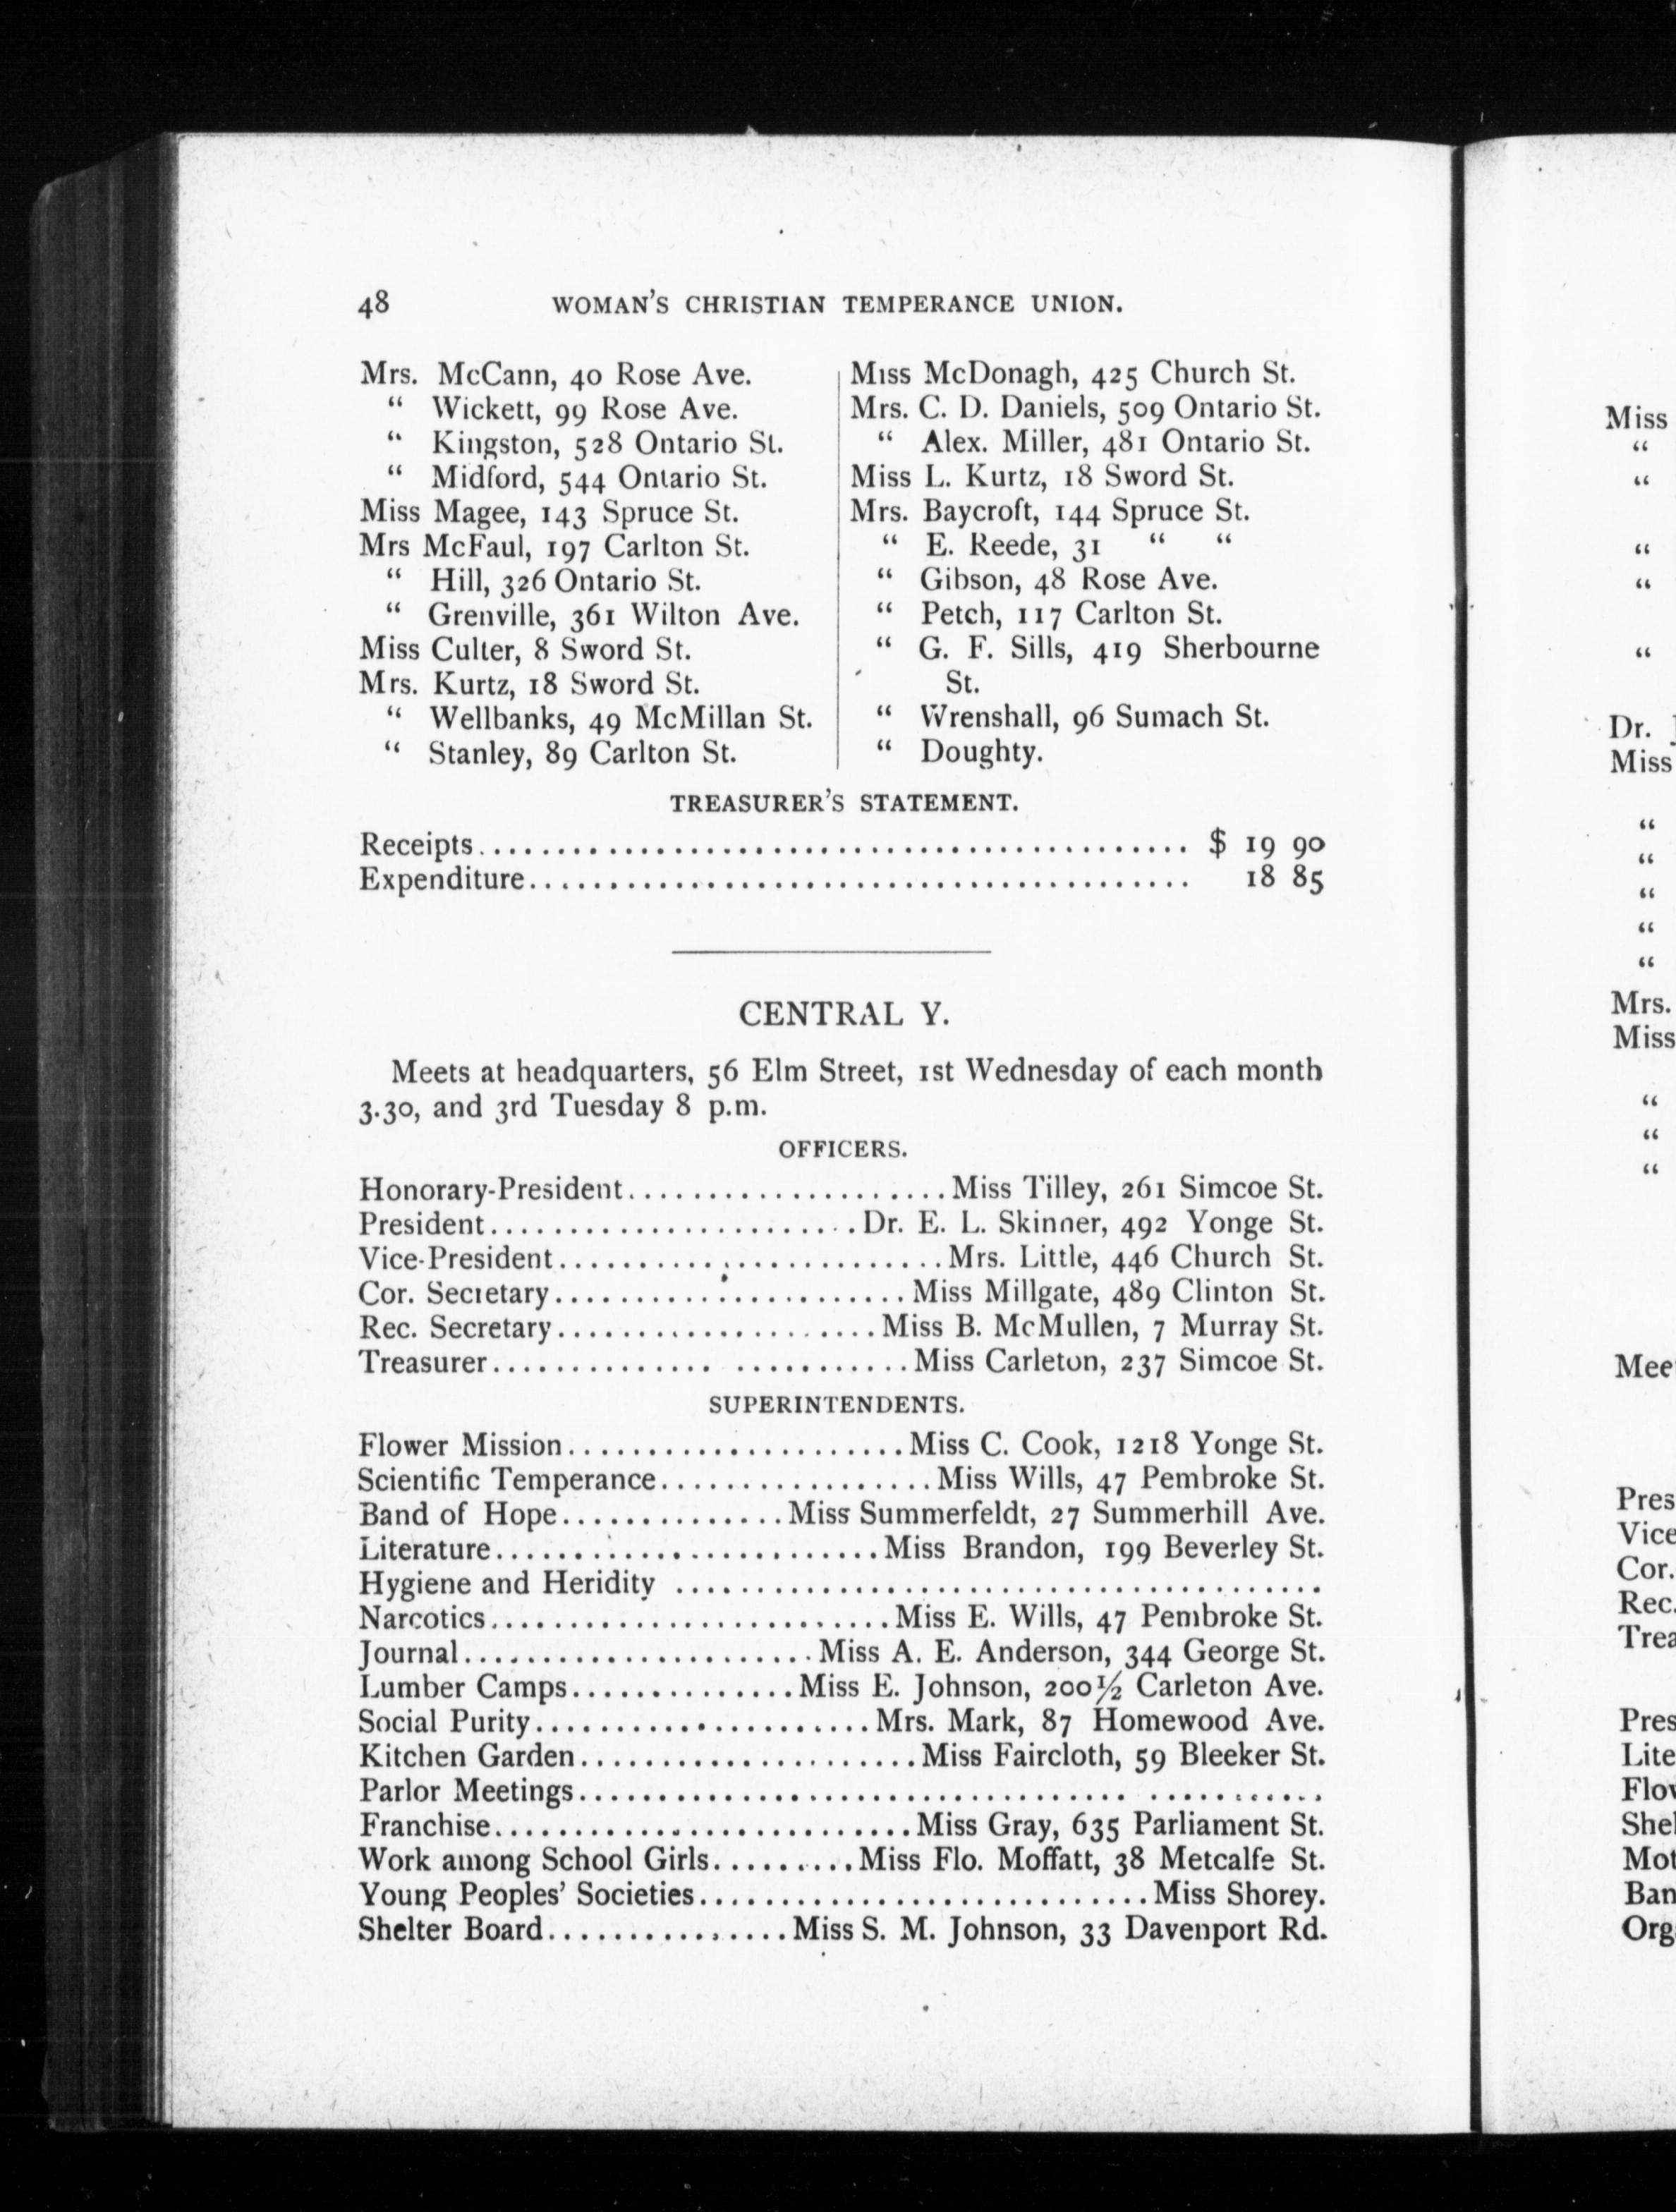 48 WOMAN'S CHRISTIAN TEMPERANCE UNION.
Mrs. McCann, 40 Rose Ave.
“ Wickett, 99 Rose Ave.
“ Kingston, 528 Ontario St.
“ Midford, 544 Ontario St.
Miss Magee, 143 Spruce St.
Mrs McFaul, 197 Carlton St.
“ Hill, 326 Ontario St.
“ Grenville, 361 Wilton Ave.
Miss Culter, 8 Sword St.
Mrs. Kurtz, 18 Sword St.
“ Wellbanks, 49 McMillan St.
“ Stanley, 89 Carlton St.
Miss McDonagh, 425 Church St.
Mrs. C. D. Daniels, 509 Ontario St.
“ Alex. Miller, 481 Ontario St.
Miss L. Kurtz, 18 Sword St.
Mrs. Baycroft, 144 Spruce St.
“ E. Reede, 31 “ “
“ Gibson, 48 Rose Ave.
“ Petch, 117 Carlton St.
“ G. F. Sills, 419 Sherbourne
St.
“ Wrenshall, 96 Sumach St.
“ Doughty.
TREASURER'S STATEMENT.
Receipts.................................................... $ 19 90
Expenditure................................................ 18 85
CENTRAL Y.
Meets at headquarters, 56 Elm Street, 1st Wednesday of each month
3.30, and 3rd Tuesday 8 p.m.
OFFICERS.
Honorary-President........................Miss Tilley, 261 Simcoe St.
President............................Dr. E. L. Skinner, 492 Yonge St.
Vice-President.............................Mrs. Little, 446 Church St.
Cor. Secretary...........................Miss Millgate, 489 Clinton St.
Rec. Secretary........................Miss B. McMullen, 7 Murray St.
Treasurer................................Miss Carleton, 237 Simcoe St.
SUPERINTENDENTS.
Flower Mission..........................Miss C. Cook, 1218 Yonge St.
Scientific Temperance.....................Miss Wills, 47 Pembroke St.
Band of Hope.................Miss Summerfeldt, 27 Summerhill Ave.
Literature.............................Miss Brandon, 199 Beverley St.
Hygiene and Heridity ................................................
Narcotics...............................Miss E. Wills, 47 Pembroke St.
Journal...........................Miss A. E. Anderson, 344 George St.
Lumber Camps.................Miss E. Johnson, 200½ Carleton Ave.
Social Purity..........................Mrs. Mark, 87 Homewood Ave.
Kitchen Garden..........................Miss Faircloth, 59 Bleeker St.
Parlor Meetings........................................................
Franchise................................Miss Gray, 635 Parliament St.
Work among School Girls...........Miss Flo. Moffatt, 38 Metcalfe St.
Young Peoples' Societies..................................Miss Shorey.
Shelter Board...................Miss S. M. Johnson, 33 Davenport Rd.
Miss
“
“
“
“
“
Dr.
Miss
“
“
“
“
“
Mrs.
Miss
“
“
“
Cor.
Rec.